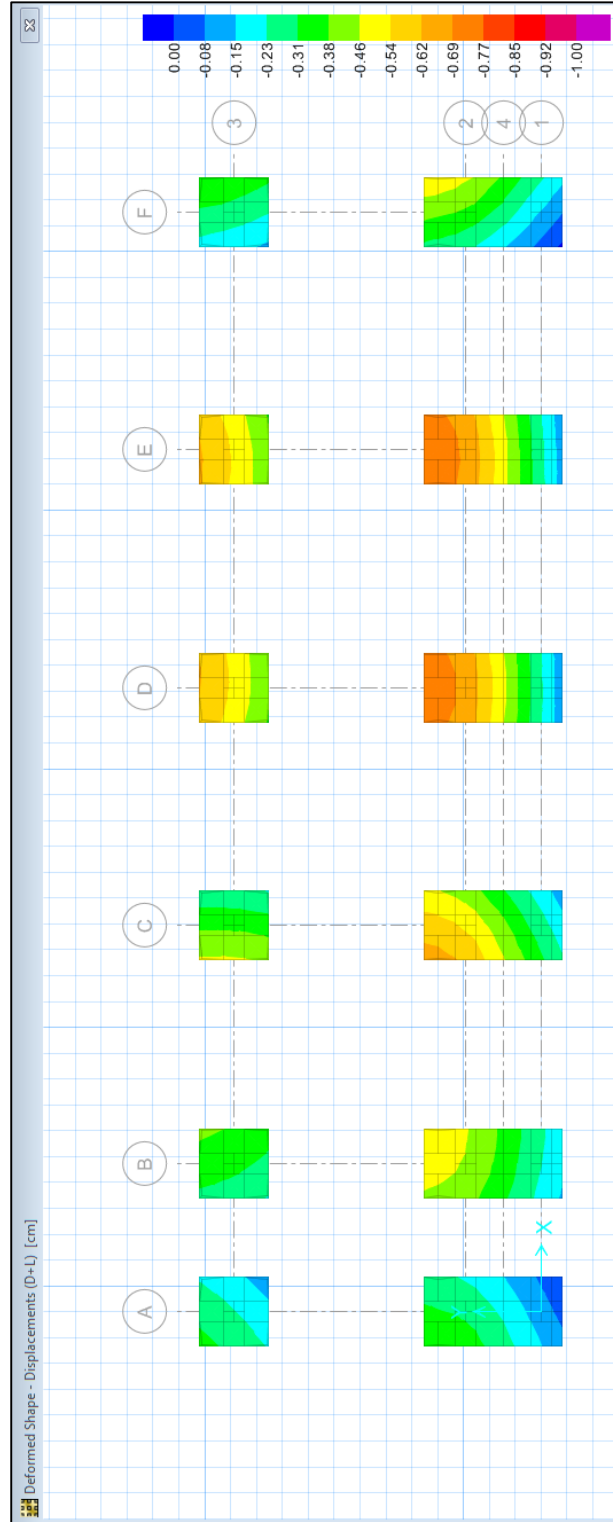 Deformed Shape - Displacements (D+L) [cm]
A
B
C
D
E
F
3
2
4
1
Y
X
0.00
-0.08
-0.15
-0.23
-0.31
-0.38
-0.46
-0.54
-0.62
-0.69
-0.77
-0.85
-0.92
-1.00